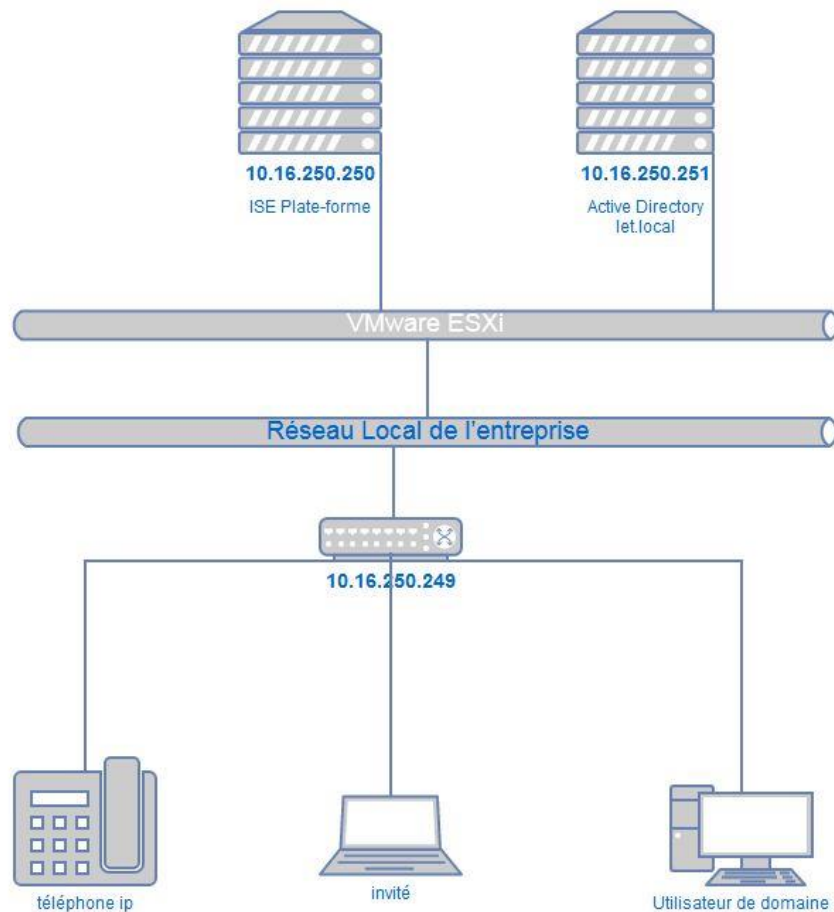 10.16.250.250
ISE Plate-forme
10.16.250.251
Active Directory
let.local
VMware ESXi
Réseau Local de l'entreprise
10.16.250.249
téléphone ip
invité
Utilisateur de domaine